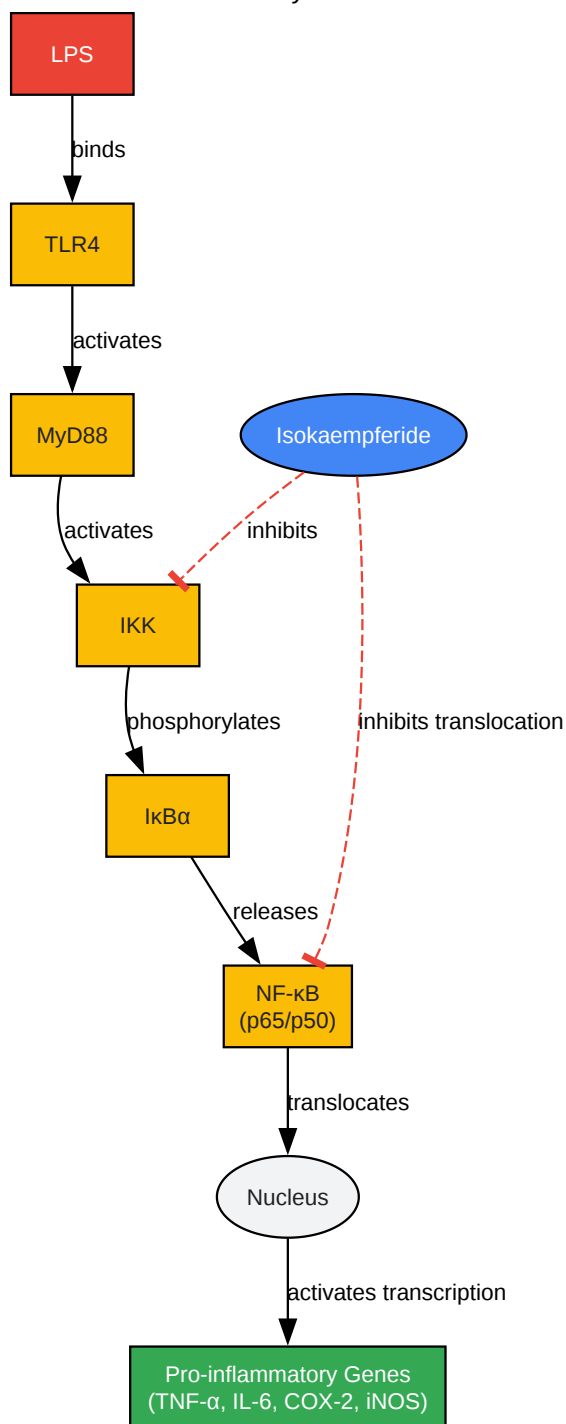 LPS
binds
TLR4
activates
MyD88
Isokaempferide
activates
inhibits
IKK
phosphorylates
inhibits translocation
IκBα
releases
NF-κB
(p65/p50)
translocates
Nucleus
activates transcription
Pro-inflammatory Genes
(TNF-α, IL-6, COX-2, iNOS)